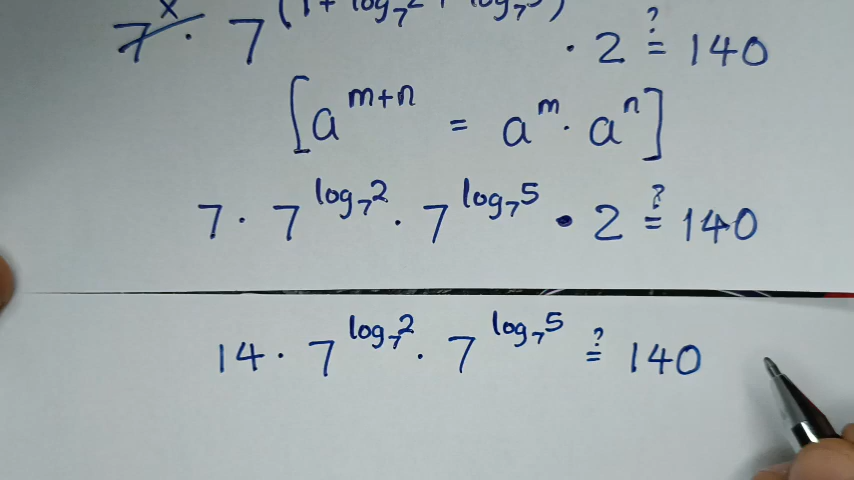 7^x · 7^(1 + log₇2 + log₇5) · 2 ≟ 140
[a^(m+n) = a^m · a^n]
7 · 7^(log₇2) · 7^(log₇5) · 2 ≟ 140
14 · 7^(log₇2) · 7^(log₇5) ≟ 140